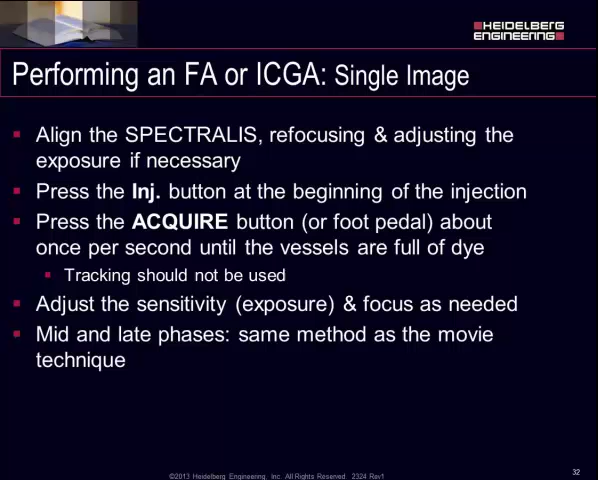 HEIDELBERG
ENGINEERING
Performing an FA or ICGA: Single Image
Align the SPECTRALIS, refocusing & adjusting the
exposure if necessary
Press the Inj. button at the beginning of the injection
Press the ACQUIRE button (or foot pedal) about
once per second until the vessels are full of dye
Tracking should not be used
Adjust the sensitivity (exposure) & focus as needed
Mid and late phases: same method as the movie
technique
32
©2013 Heidelberg Engineering, Inc. All Rights Reserved. 2324 Rev1